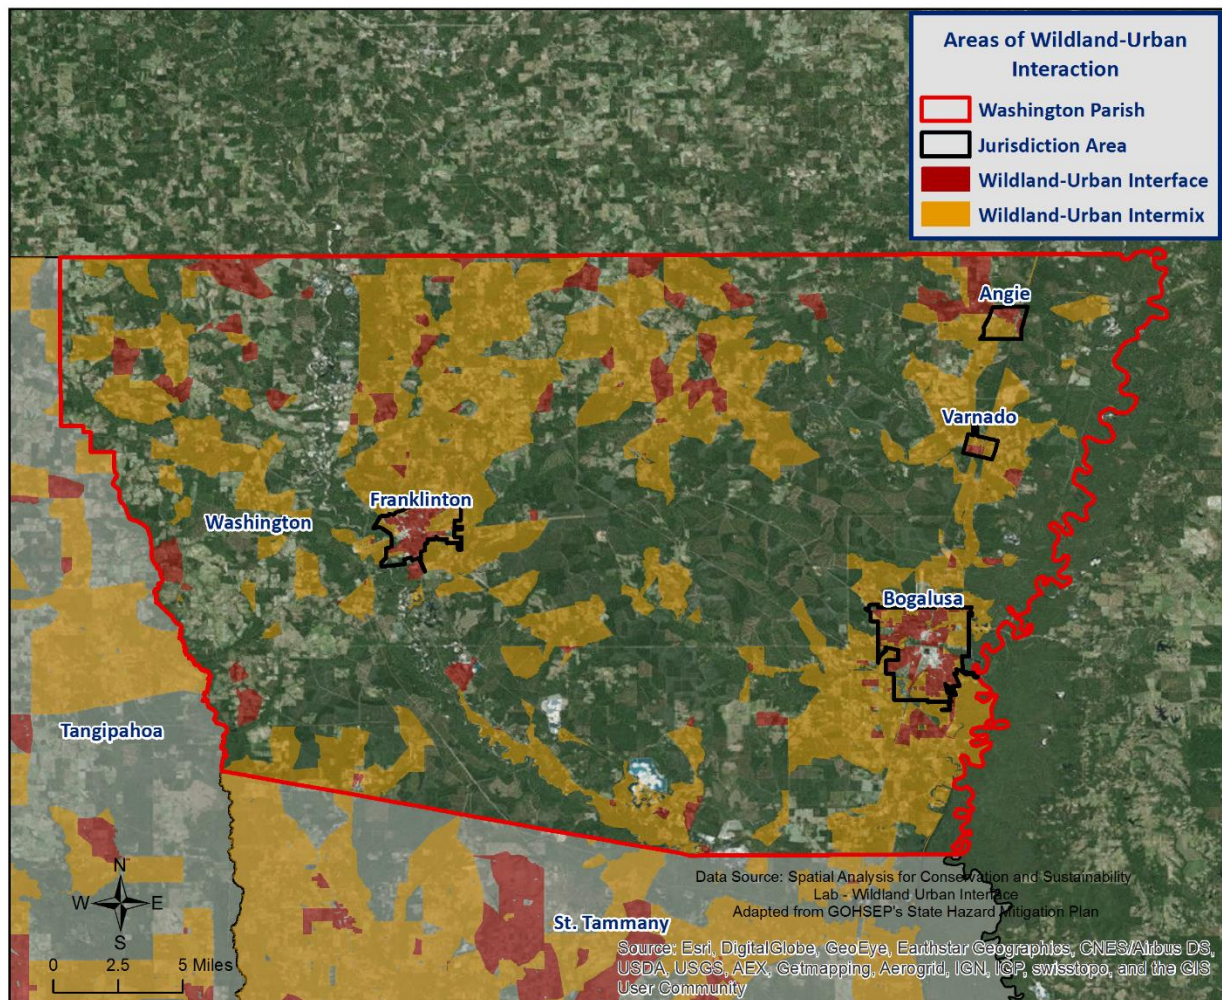 Areas of Wildland-Urban
Interaction
Washington Parish
Jurisdiction Area
Wildland-Urban Interface
Wildland-Urban Intermix
Angie
Varnado
Franklinton
Washington
Bogalusa
Tangipahoa
St. Tammany
N
W
E
S
0 2.5 5 Miles
Data Source: Spatial Analysis for Conservation and Sustainability
Lab - Wildland Urban Interface
Adapted from GOHSEP's State Hazard Mitigation Plan
Source: Esri, DigitalGlobe, GeoEye, Earthstar Geographics, CNES/Airbus DS,
USDA, USGS, AEX, Getmapping, Aerogrid, IGN, IGP, swisstopo, and the GIS
User Community